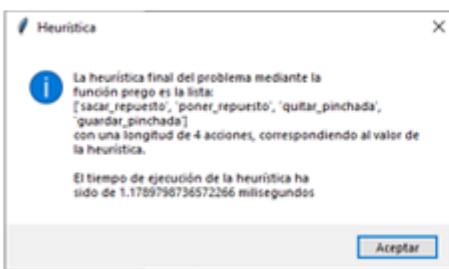 Heurística
La heurística final del problema mediante la
función prego es la lista:
['sacar_repuesto', 'poner_repuesto', 'quitar_pinchada',
'guardar_pinchada']
con una longitud de 4 acciones, correspondiendo al valor de
la heurística.
El tiempo de ejecución de la heurística ha
sido de 1.1789798736572266 milisegundos
Aceptar